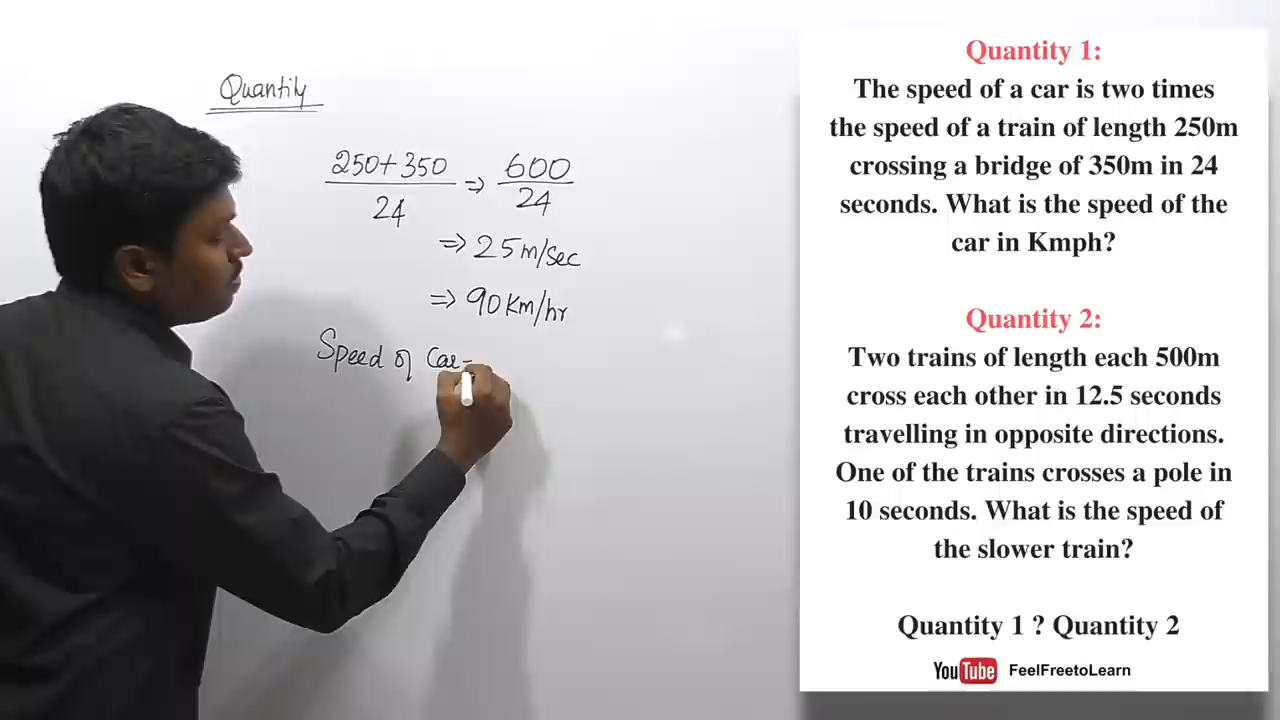 Quantity
250+350 / 24 ⇒ 600 / 24
⇒ 25 m/sec
⇒ 90 Km/hr
Speed of Car=
Quantity 1:
The speed of a car is two times
the speed of a train of length 250m
crossing a bridge of 350m in 24
seconds. What is the speed of the
car in Kmph?
Quantity 2:
Two trains of length each 500m
cross each other in 12.5 seconds
travelling in opposite directions.
One of the trains crosses a pole in
10 seconds. What is the speed of
the slower train?
Quantity 1 ? Quantity 2
YouTube FeelFreetoLearn